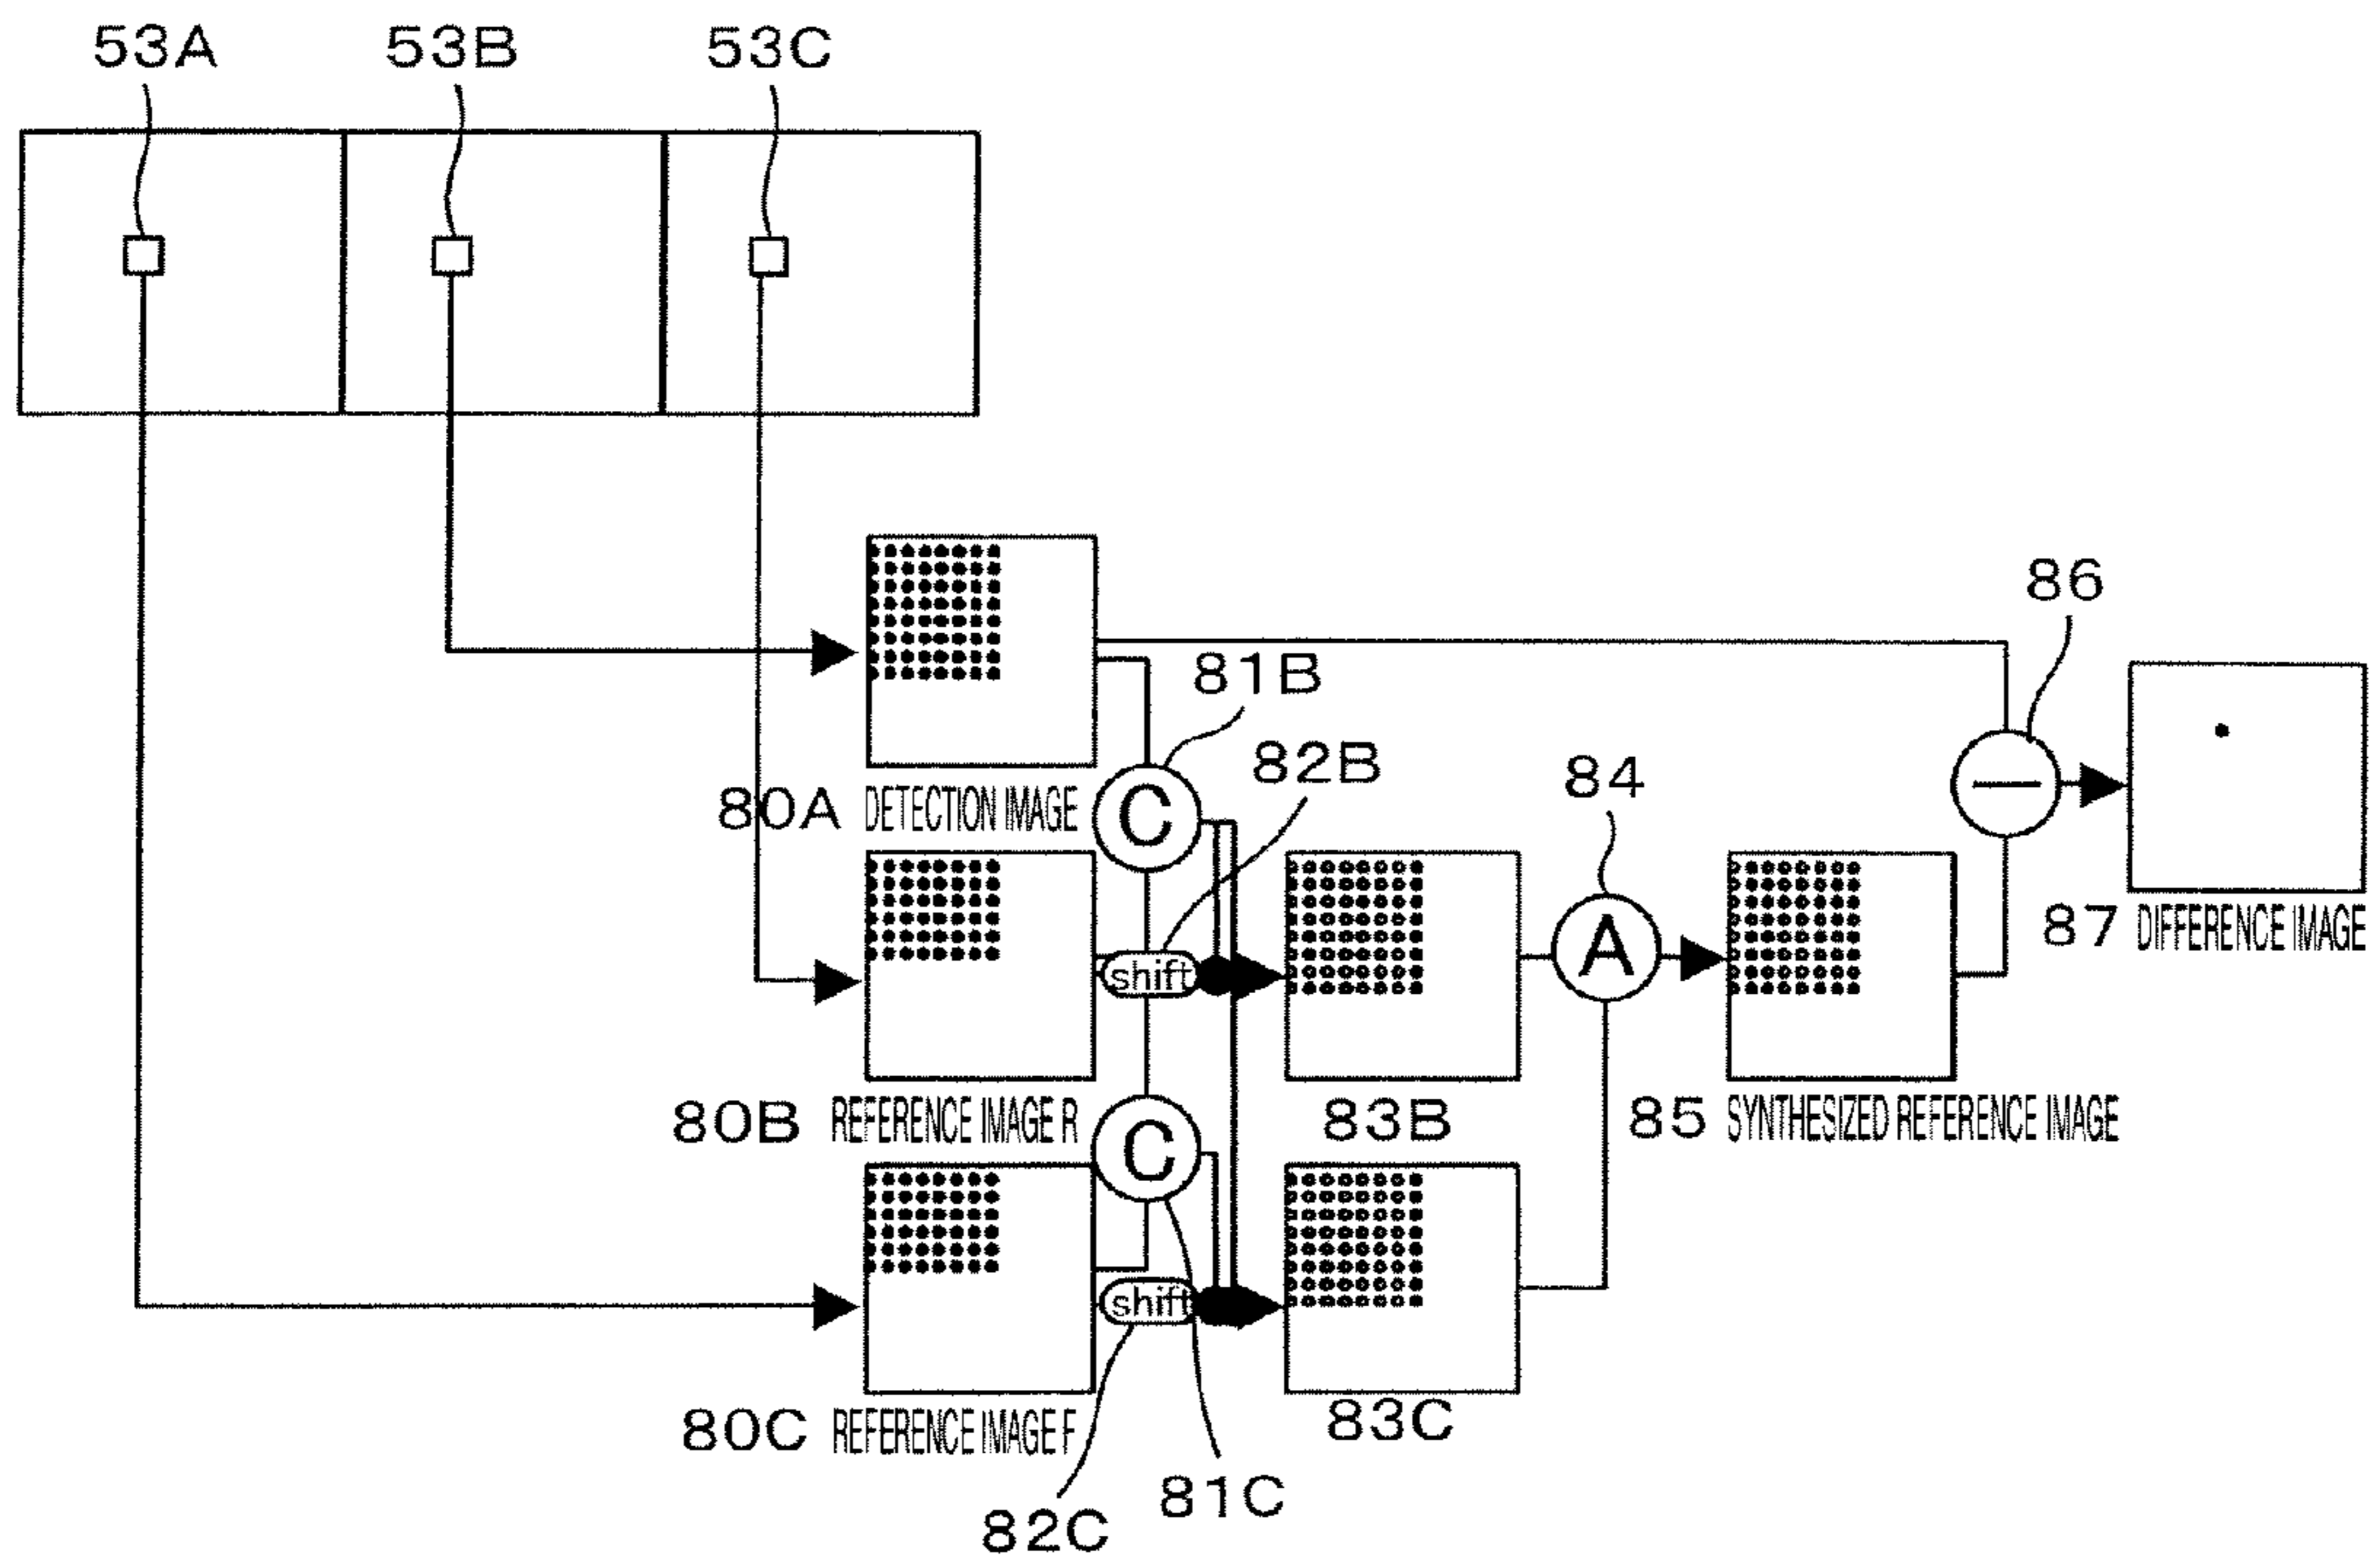 53A 53B 53C
86
81B
82B
84
80A DETECTION IMAGE
C
A
87 DIFFERENCE IMAGE
shift
80B REFERENCE IMAGE R
C
83B
85 SYNTHESIZED REFERENCE IMAGE
shift
80C REFERENCE IMAGE F
83C
81C
82C